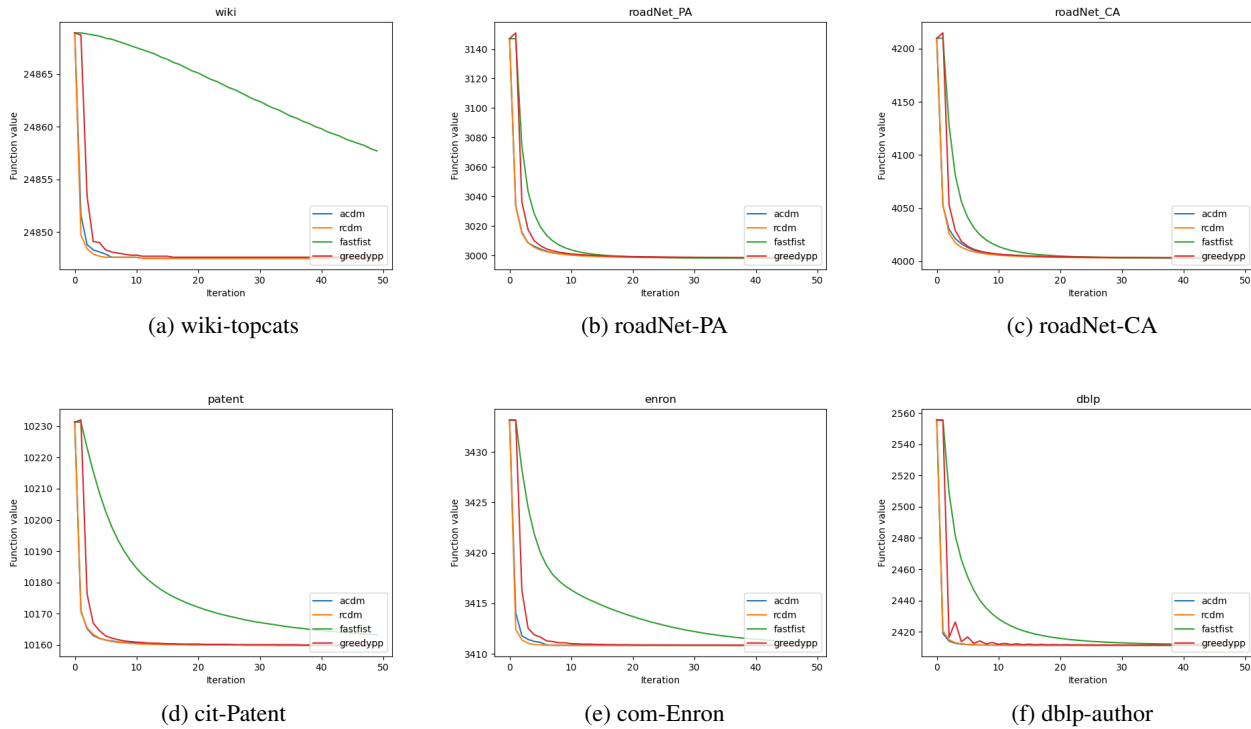 wiki
24865
24860
24855
24850
Function value
0
10
20
30
40
50
Iteration
acdm
rcdm
fastfist
greedypp
(a) wiki-topcats
roadNet_PA
3140
3120
3100
3080
3060
3040
3020
3000
Function value
0
10
20
30
40
50
Iteration
acdm
rcdm
fastfist
greedypp
(b) roadNet-PA
roadNet_CA
4200
4150
4100
4050
4000
Function value
0
10
20
30
40
50
Iteration
acdm
rcdm
fastfist
greedypp
(c) roadNet-CA
patent
10230
10220
10210
10200
10190
10180
10170
10160
Function value
0
10
20
30
40
50
Iteration
acdm
rcdm
fastfist
greedypp
(d) cit-Patent
enron
3430
3425
3420
3415
3410
Function value
0
10
20
30
40
50
Iteration
acdm
rcdm
fastfist
greedypp
(e) com-Enron
dblp
2560
2540
2520
2500
2480
2460
2440
2420
Function value
0
10
20
30
40
50
Iteration
acdm
rcdm
fastfist
greedypp
(f) dblp-author